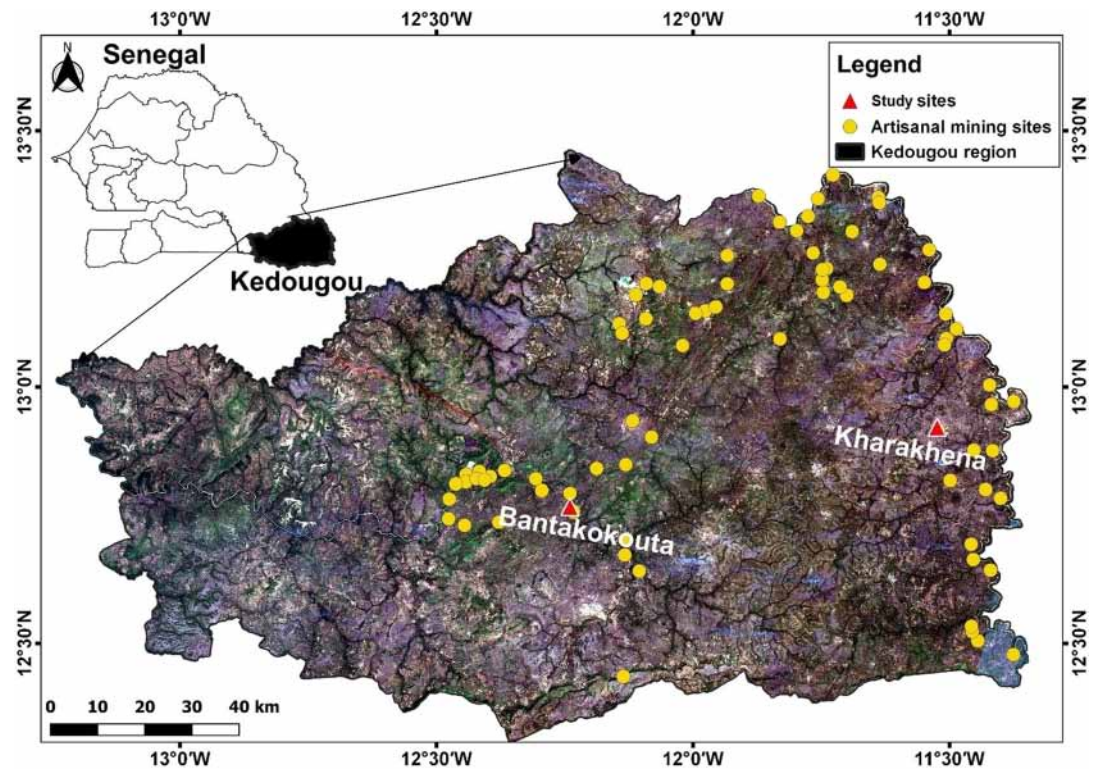 13°0'W 12°30'W 12°0'W 11°30'W
N
Senegal
Kedougou
Legend
Study sites
Artisanal mining sites
Kedougou region
13°30'N 13°30'N
13°0'N 13°0'N
Kharakhena
Bantakokouta
12°30'N 12°30'N
0 10 20 30 40 km
13°0'W 12°30'W 12°0'W 11°30'W